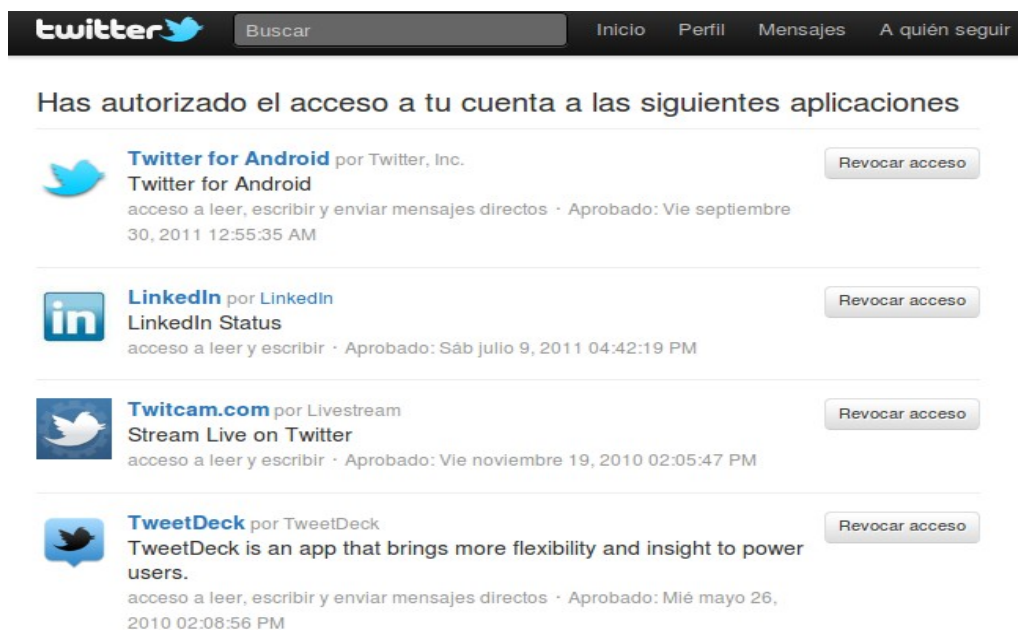 twitter Buscar Inicio Perfil Mensajes A quién seguir
Has autorizado el acceso a tu cuenta a las siguientes aplicaciones
Twitter for Android por Twitter, Inc. Revocar acceso
Twitter for Android
acceso a leer, escribir y enviar mensajes directos · Aprobado: Vie septiembre
30, 2011 12:55:35 AM
in LinkedIn por LinkedIn Revocar acceso
LinkedIn Status
acceso a leer y escribir · Aprobado: Sáb julio 9, 2011 04:42:19 PM
Twitcam.com por Livestream Revocar acceso
Stream Live on Twitter
acceso a leer y escribir · Aprobado: Vie noviembre 19, 2010 02:05:47 PM
TweetDeck por TweetDeck Revocar acceso
TweetDeck is an app that brings more flexibility and insight to power
users.
acceso a leer, escribir y enviar mensajes directos · Aprobado: Mié mayo 26,
2010 02:08:56 PM